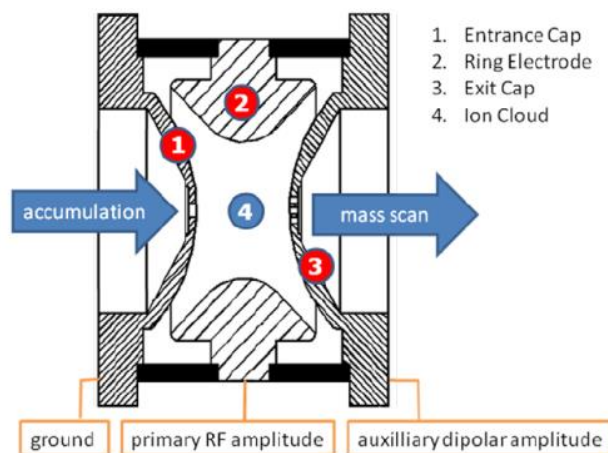 1. Entrance Cap
2. Ring Electrode
3. Exit Cap
4. Ion Cloud
2
1
accumulation
4
mass scan
3
ground
primary RF amplitude
auxilliary dipolar amplitude